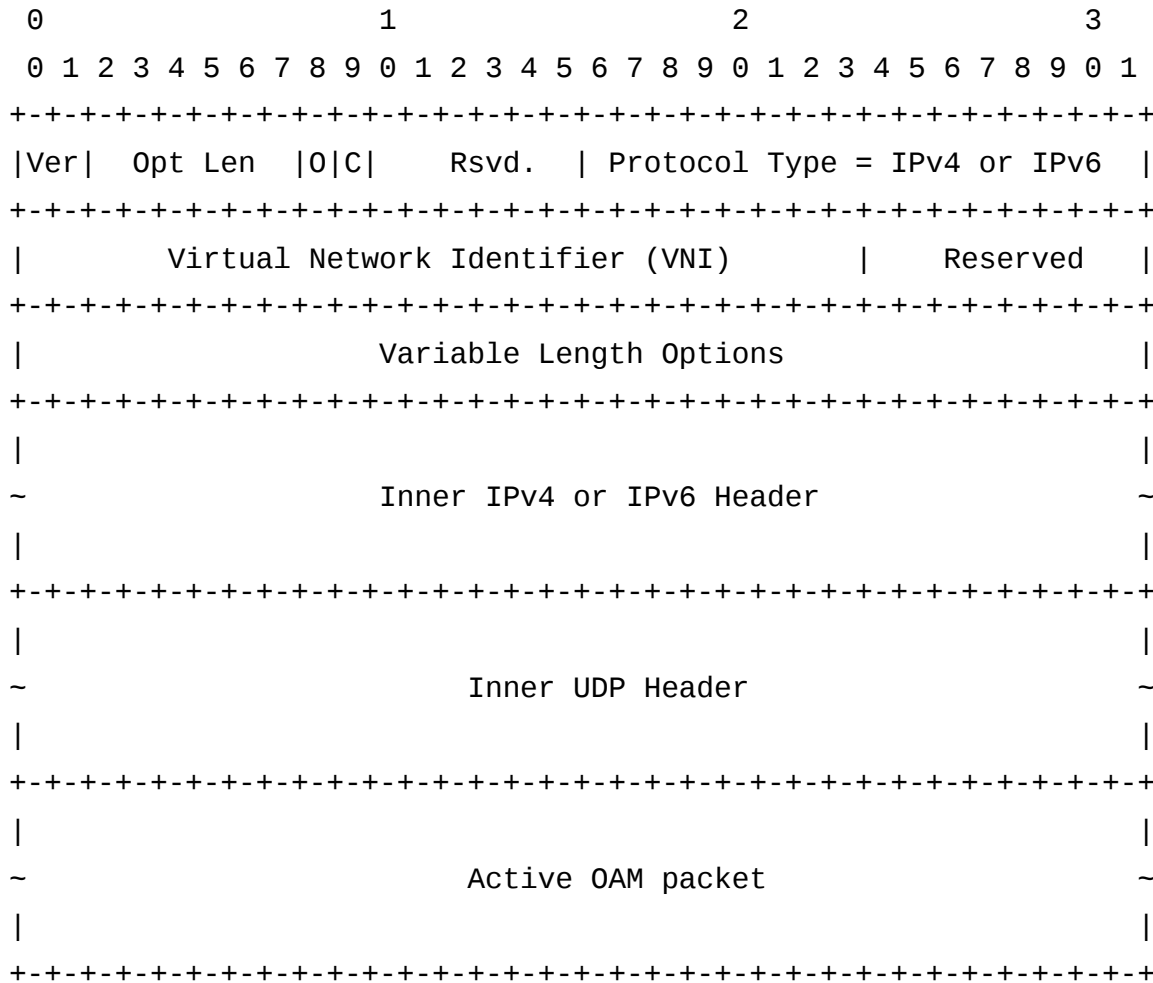 0                   1                   2                   3
 0 1 2 3 4 5 6 7 8 9 0 1 2 3 4 5 6 7 8 9 0 1 2 3 4 5 6 7 8 9 0 1
+-+-+-+-+-+-+-+-+-+-+-+-+-+-+-+-+-+-+-+-+-+-+-+-+-+-+-+-+-+-+-+-+
|Ver|  Opt Len  |O|C|    Rsvd.  | Protocol Type = IPv4 or IPv6  |
+-+-+-+-+-+-+-+-+-+-+-+-+-+-+-+-+-+-+-+-+-+-+-+-+-+-+-+-+-+-+-+-+
|        Virtual Network Identifier (VNI)       |    Reserved   |
+-+-+-+-+-+-+-+-+-+-+-+-+-+-+-+-+-+-+-+-+-+-+-+-+-+-+-+-+-+-+-+-+
|                    Variable Length Options                    |
+-+-+-+-+-+-+-+-+-+-+-+-+-+-+-+-+-+-+-+-+-+-+-+-+-+-+-+-+-+-+-+-+
|                                                               |
~                    Inner IPv4 or IPv6 Header                  ~
|                                                               |
+-+-+-+-+-+-+-+-+-+-+-+-+-+-+-+-+-+-+-+-+-+-+-+-+-+-+-+-+-+-+-+-+
|                                                               |
~                         Inner UDP Header                      ~
|                                                               |
+-+-+-+-+-+-+-+-+-+-+-+-+-+-+-+-+-+-+-+-+-+-+-+-+-+-+-+-+-+-+-+-+
|                                                               |
~                         Active OAM packet                     ~
|                                                               |
+-+-+-+-+-+-+-+-+-+-+-+-+-+-+-+-+-+-+-+-+-+-+-+-+-+-+-+-+-+-+-+-+